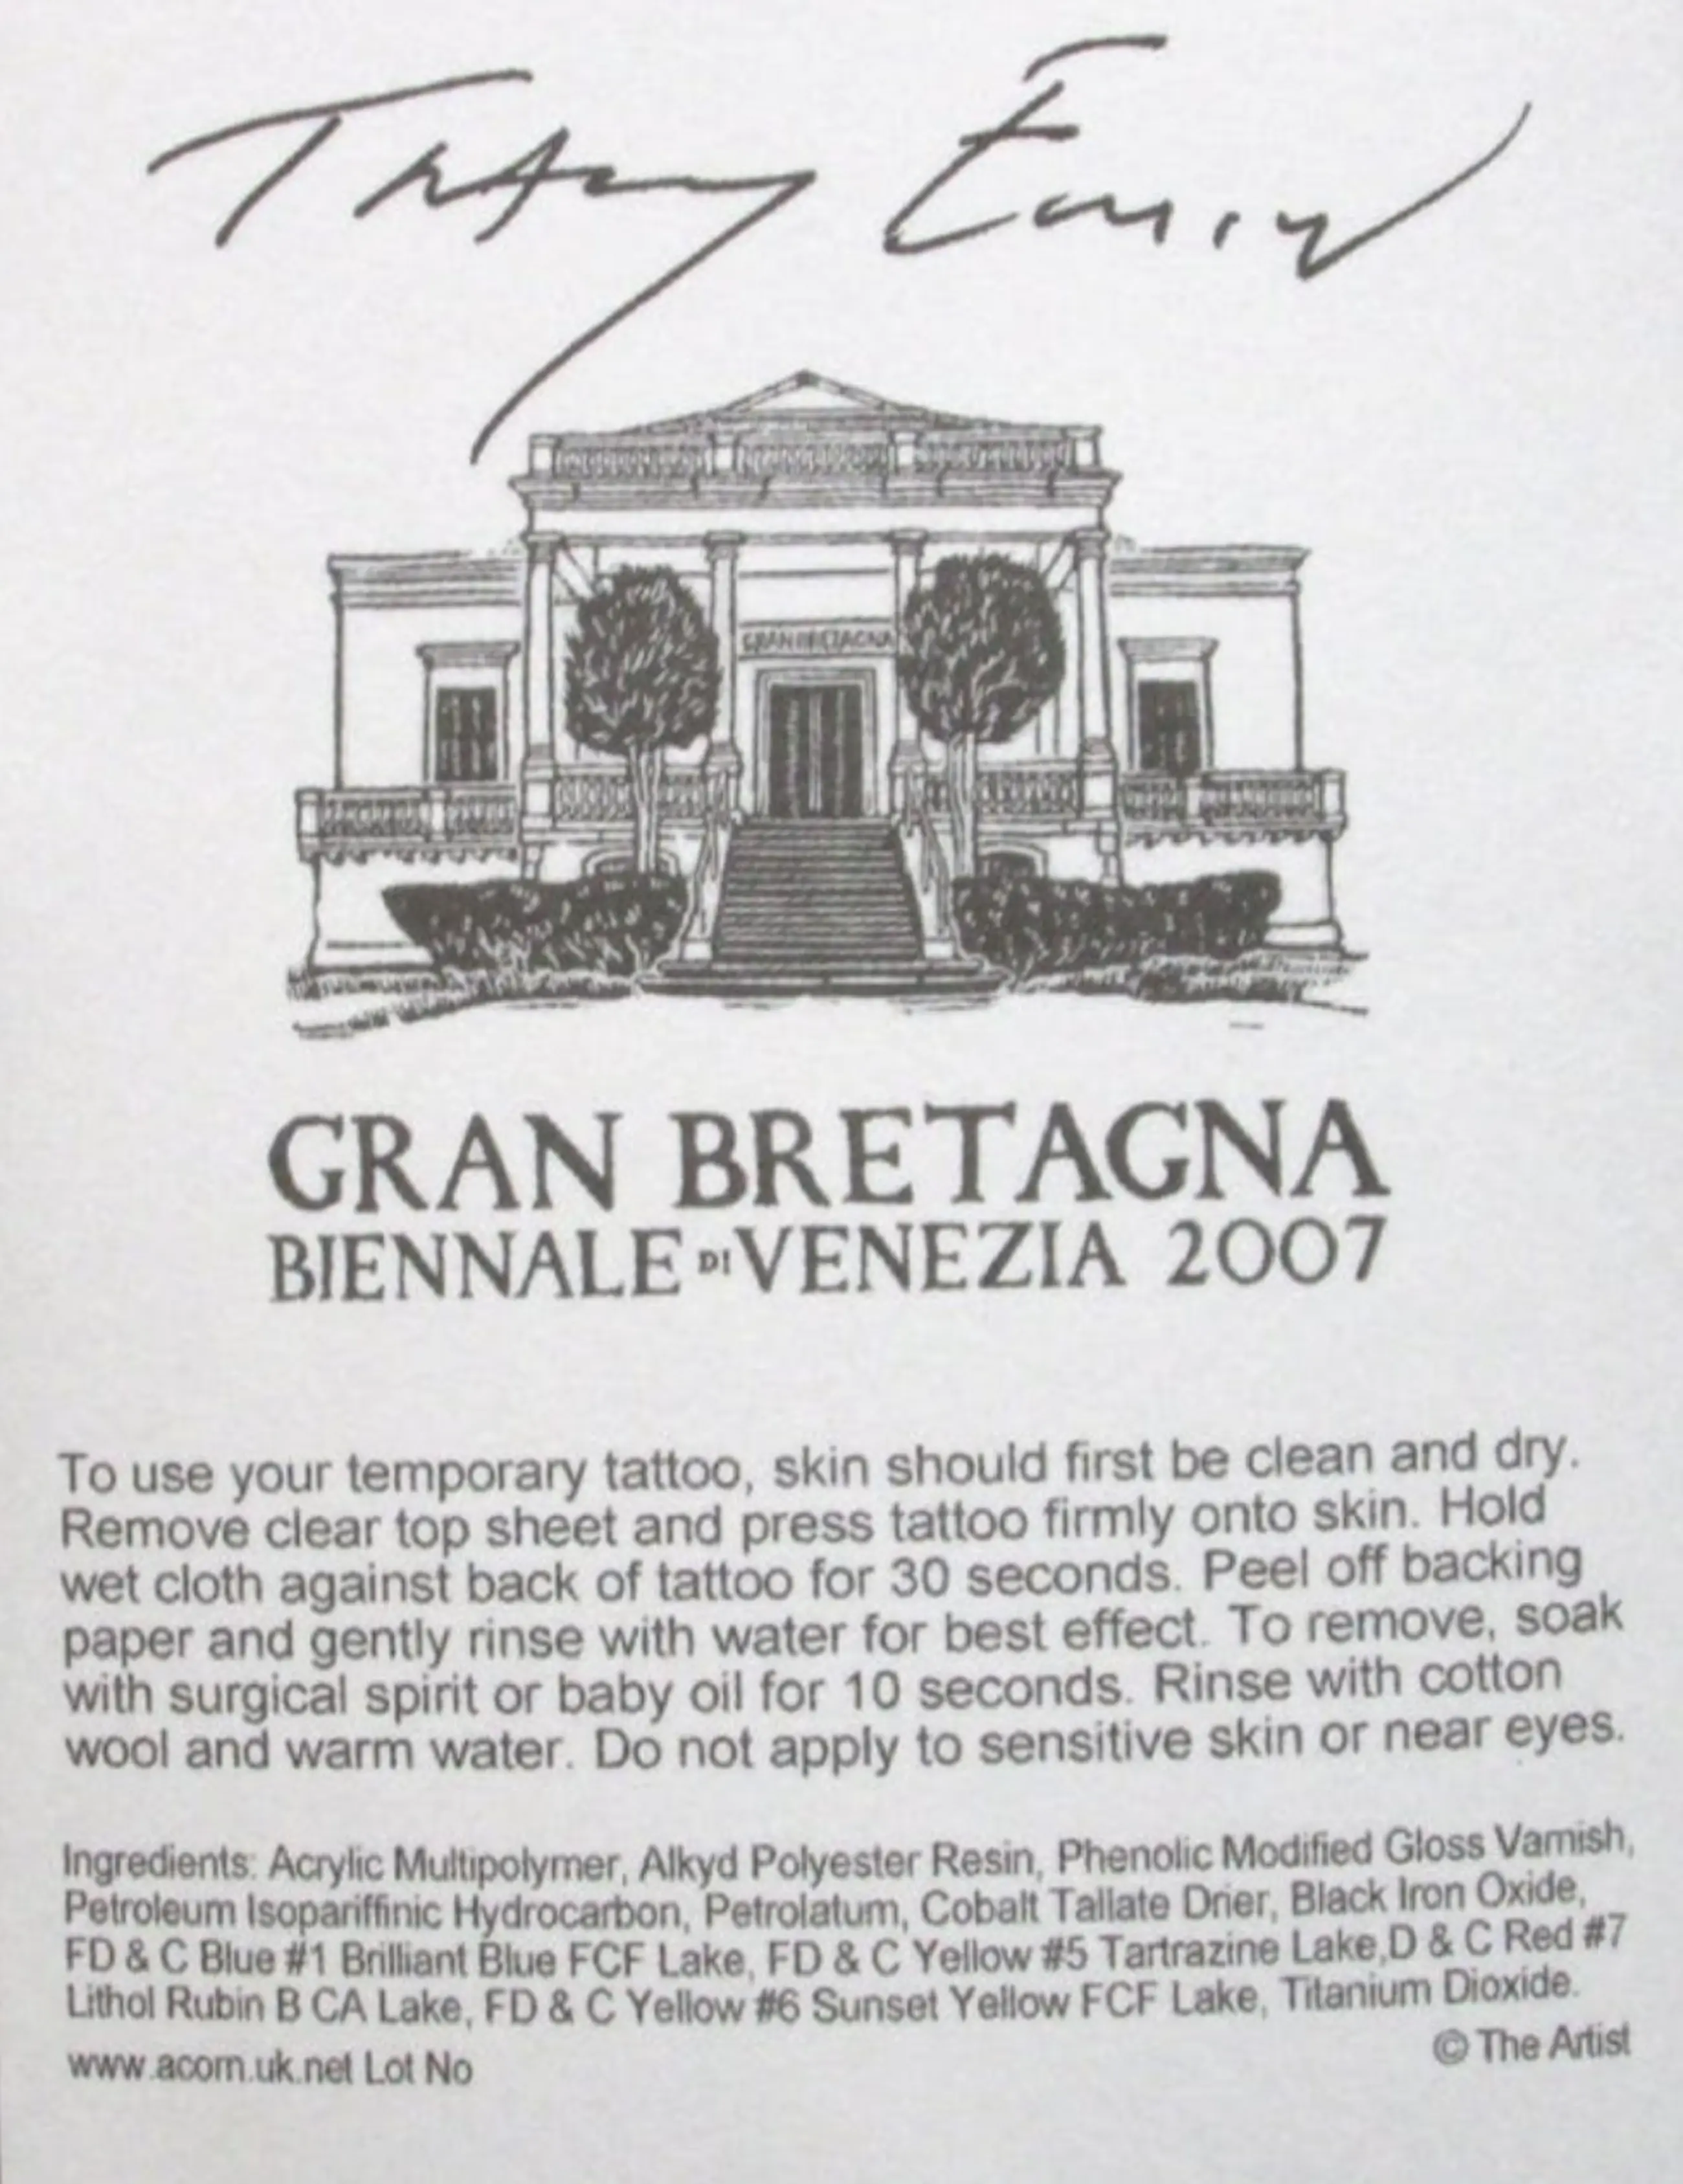 Tracey Emin
GRAN BRETAGNA
GRAN BRETAGNA
BIENNALE DI VENEZIA 2007
To use your temporary tattoo, skin should first be clean and dry.
Remove clear top sheet and press tattoo firmly onto skin. Hold
wet cloth against back of tattoo for 30 seconds. Peel off backing
paper and gently rinse with water for best effect. To remove, soak
with surgical spirit or baby oil for 10 seconds. Rinse with cotton
wool and warm water. Do not apply to sensitive skin or near eyes.
Ingredients: Acrylic Multipolymer, Alkyd Polyester Resin, Phenolic Modified Gloss Varnish,
Petroleum Isopariffinic Hydrocarbon, Petrolatum, Cobalt Tallate Drier, Black Iron Oxide,
FD & C Blue #1 Brilliant Blue FCF Lake, FD & C Yellow #5 Tartrazine Lake,D & C Red #7
Lithol Rubin B CA Lake, FD & C Yellow #6 Sunset Yellow FCF Lake, Titanium Dioxide.
© The Artist
www.acorn.uk.net Lot No